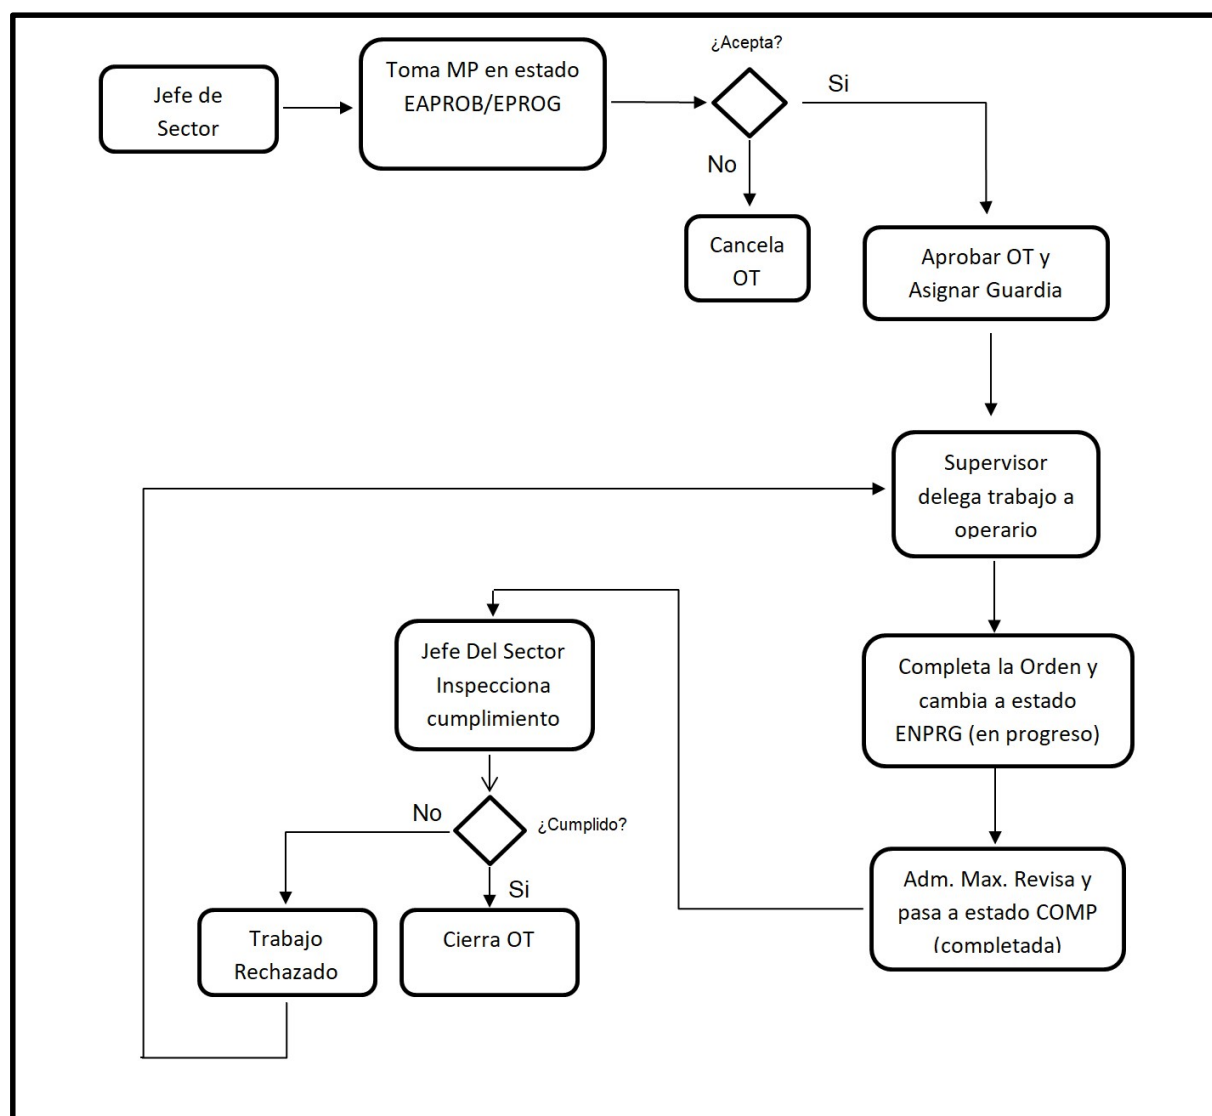 ¿Acepta?
Jefe de
Sector
Toma MP en estado
EAPROB/EPROG
Si
No
Cancela
OT
Aprobar OT y
Asignar Guardia
Supervisor
delega trabajo a
operario
Jefe Del Sector
Inspecciona
cumplimiento
Completa la Orden y
cambia a estado
ENPRG (en progreso)
No
¿Cumplido?
Si
Adm. Max. Revisa y
pasa a estado COMP
(completada)
Trabajo
Rechazado
Cierra OT